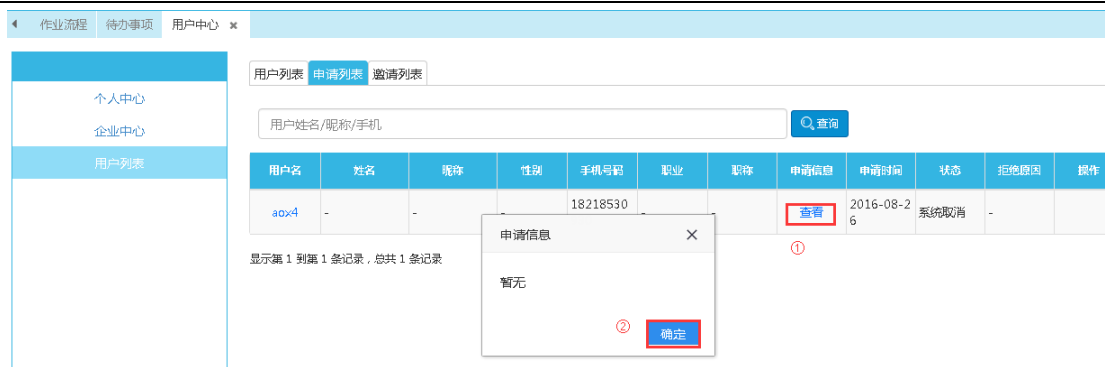 作业流程 待办事项 用户中心 ×
个人中心
企业中心
用户列表
用户列表 申请列表 邀请列表
用户姓名/昵称/手机
查询
用户名 姓名 昵称 性别 手机号码 职业 职称 申请信息 申请时间 状态 拒绝原因 操作
aox4 - - - 18218530 - - 查看 2016-08-2 系统取消 -
6
①
显示第 1 到第 1 条记录，总共 1 条记录
申请信息 ×
暂无
② 确定